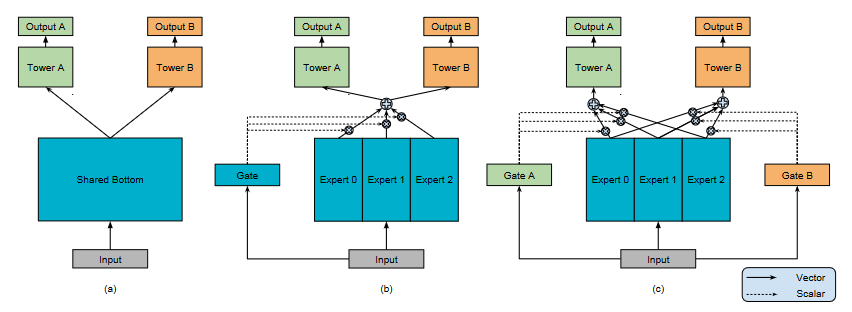 Output A
Output B
Tower A
Tower B
Shared Bottom
Input
(a)
Output A
Output B
Tower A
Tower B
Gate
Expert 0
Expert 1
Expert 2
Input
(b)
Output A
Output B
Tower A
Tower B
Gate A
Expert 0
Expert 1
Expert 2
Gate B
Input
(c)
Vector
Scalar